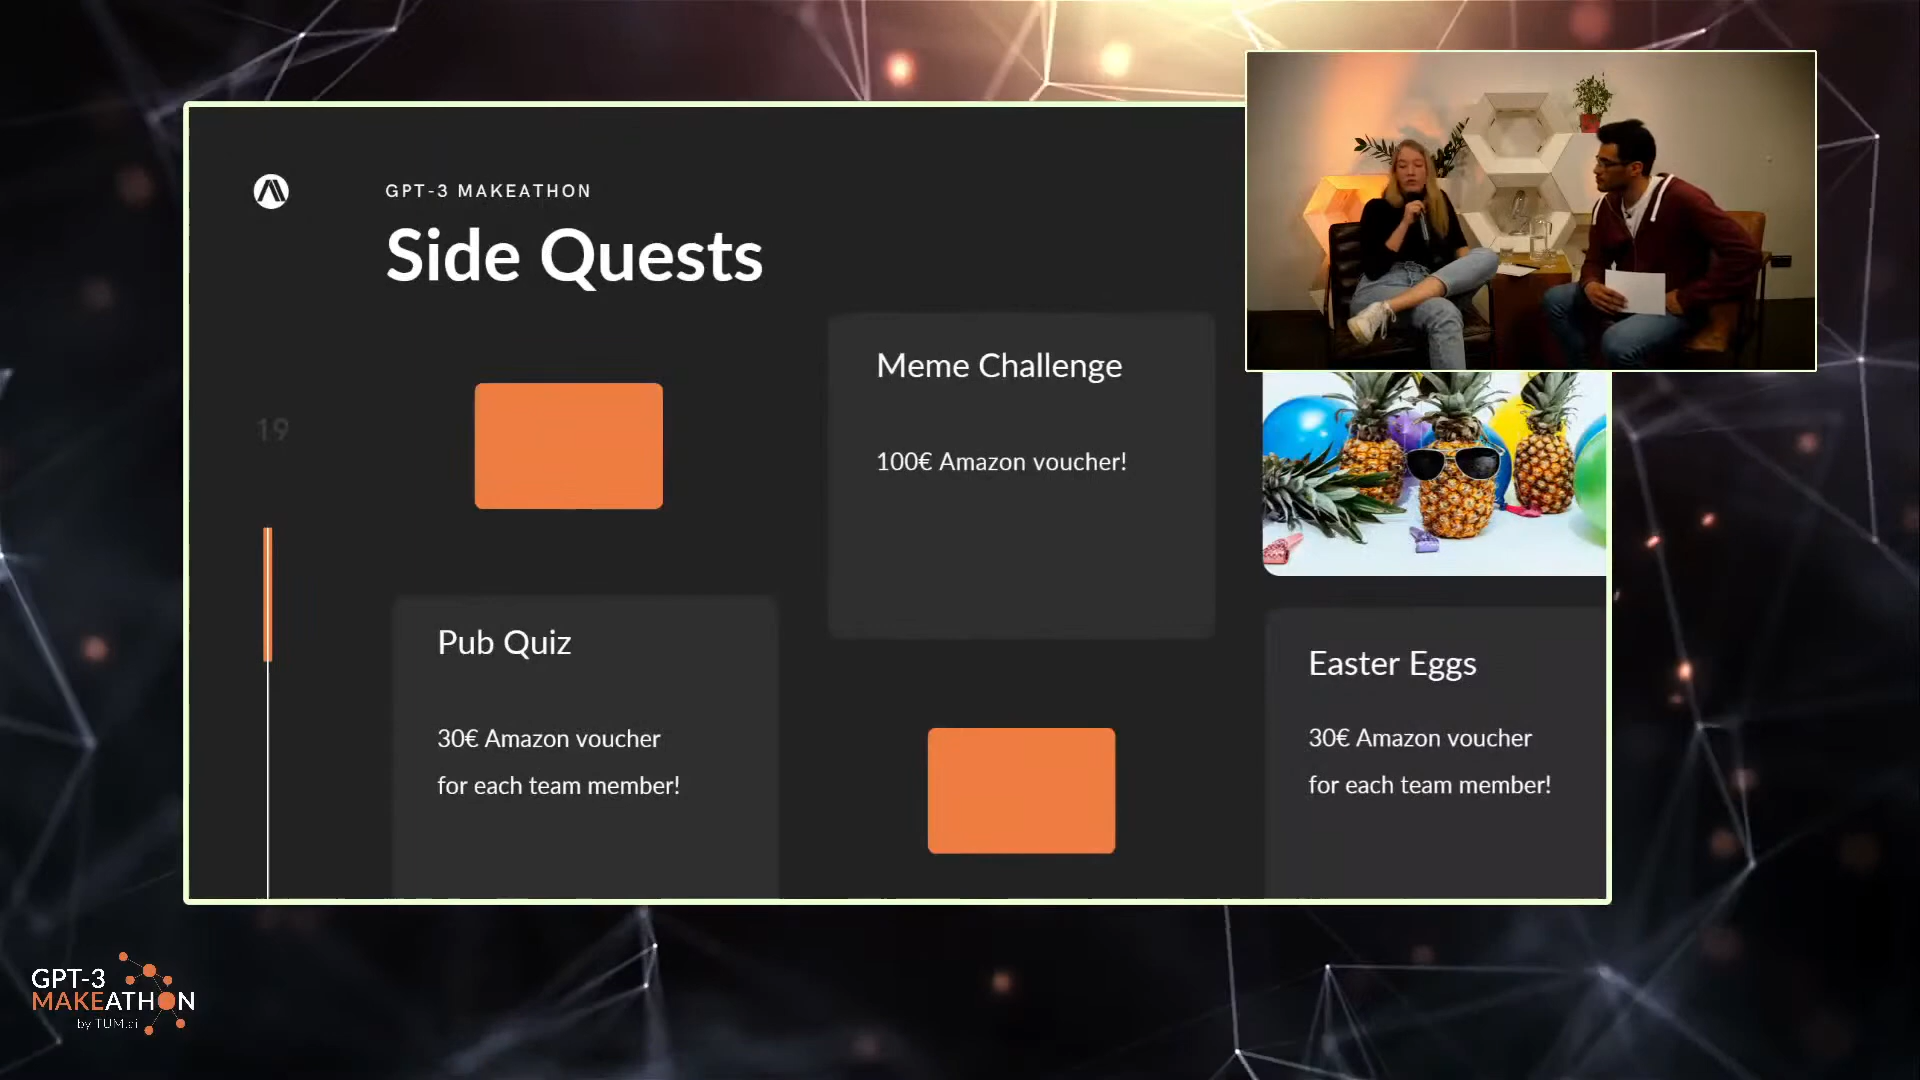 GPT-3 MAKEATHON
Side Quests
19
Meme Challenge
100€ Amazon voucher!
Pub Quiz
30€ Amazon voucher
for each team member!
Easter Eggs
30€ Amazon voucher
for each team member!
GPT-3
MAKEATHON
by TUM.ai